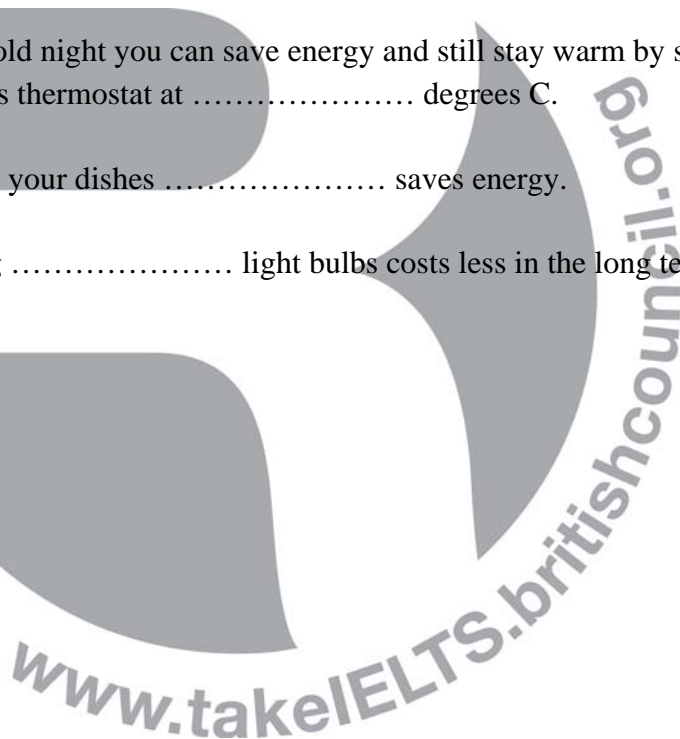 old night you can save energy and still stay warm by s
s thermostat at ………………… degrees C.
your dishes ………………… saves energy.
………………… light bulbs costs less in the long te
www.takeIELTS.britishcouncil.org